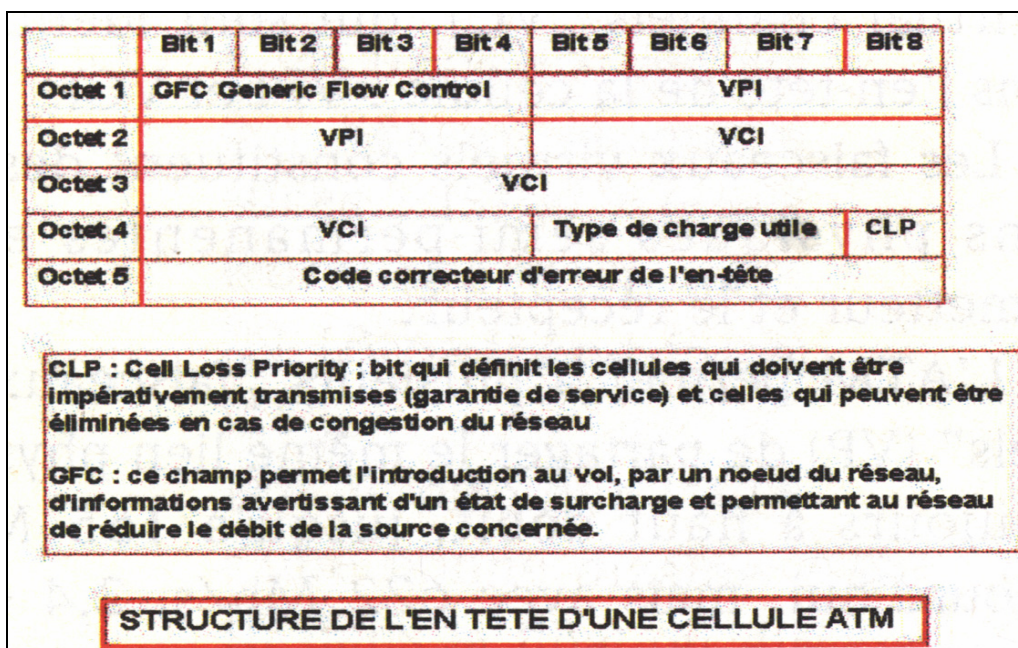 Bit 1 Bit 2 Bit 3 Bit 4 Bit 5 Bit 6 Bit 7 Bit 8
Octet 1 GFC Generic Flow Control VPI
Octet 2 VPI VCI
Octet 3 VCI
Octet 4 VCI Type de charge utile CLP
Octet 5 Code correcteur d'erreur de l'en-tête
CLP : Cell Loss Priority ; bit qui définit les cellules qui doivent être
impérativement transmises (garantie de service) et celles qui peuvent être
éliminées en cas de congestion du réseau
GFC : ce champ permet l'introduction au vol, par un noeud du réseau,
d'informations avertissant d'un état de surcharge et permettant au réseau
de réduire le débit de la source concernée.
STRUCTURE DE L'EN TETE D'UNE CELLULE ATM